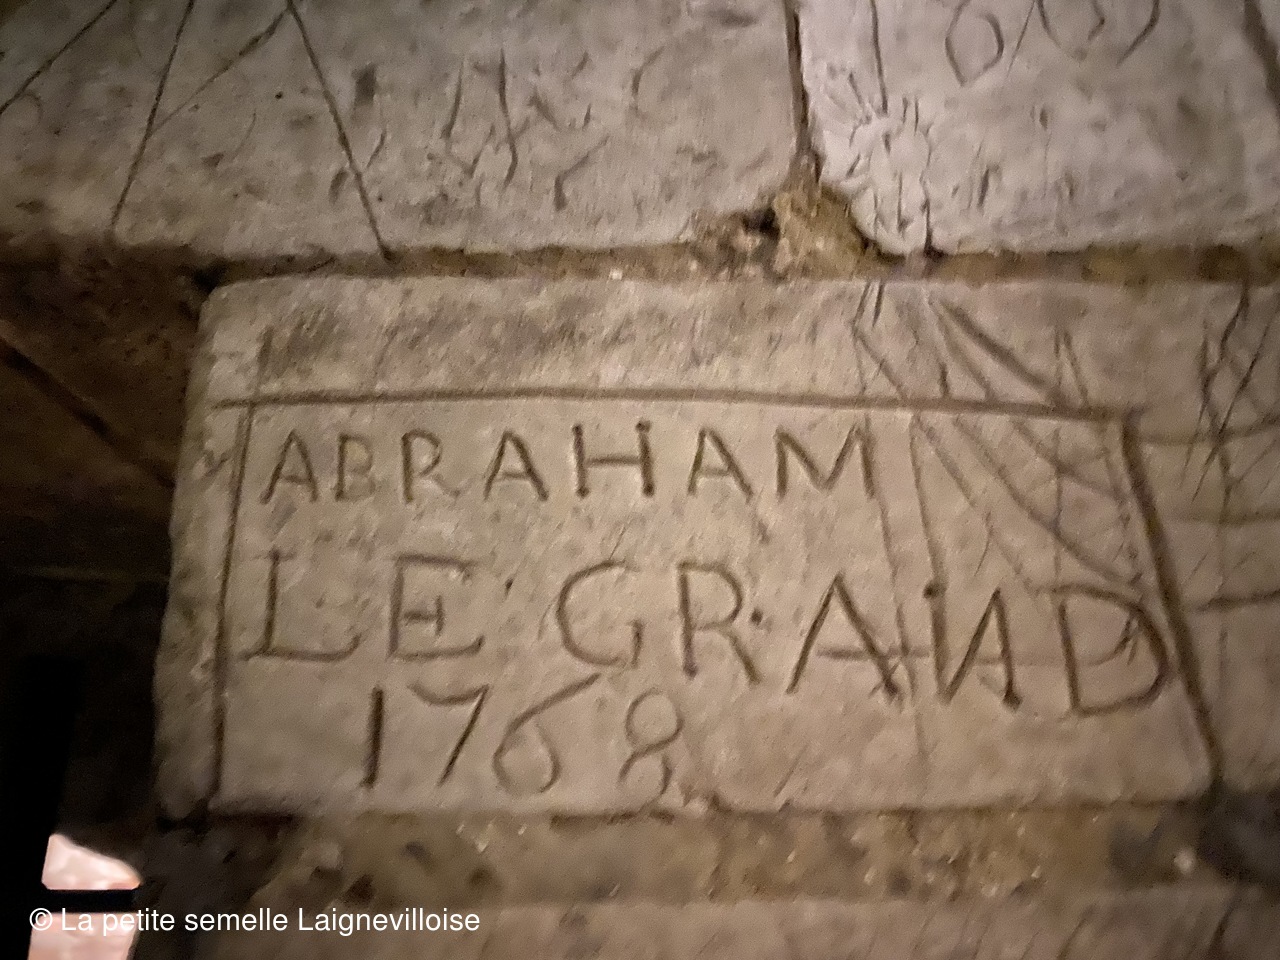 ABRAHAM
LE GRAND
1768
© La petite semelle Laignevilloise